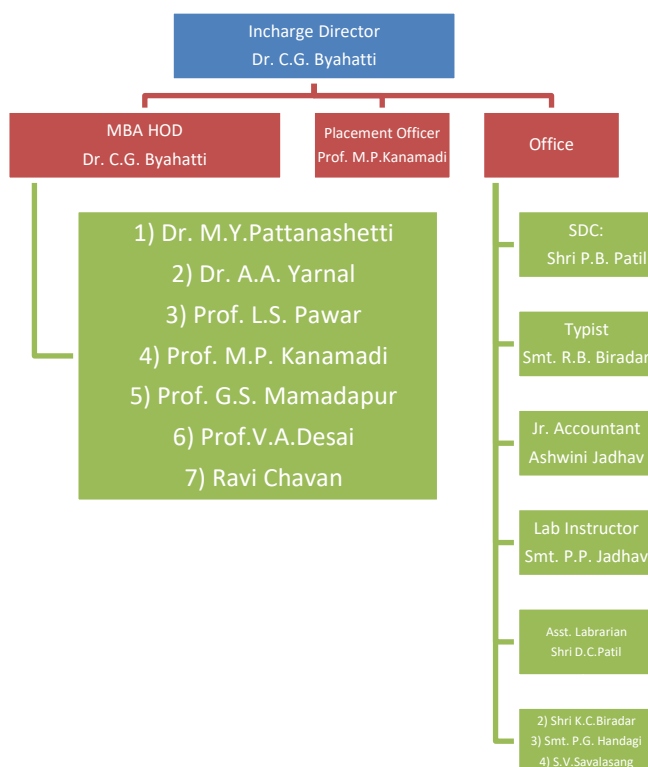 Incharge Director
Dr. C.G. Byahatti
MBA HOD
Dr. C.G. Byahatti
Placement Officer
Prof. M.P.Kanamadi
Office
1) Dr. M.Y.Pattanashetti
2) Dr. A.A. Yarnal
3) Prof. L.S. Pawar
4) Prof. M.P. Kanamadi
5) Prof. G.S. Mamadapur
6) Prof.V.A.Desai
7) Ravi Chavan
SDC:
Shri P.B. Patil
Typist
Smt. R.B. Biradar
Jr. Accountant
Ashwini Jadhav
Lab Instructor
Smt. P.P. Jadhav
Asst. Labrarian
Shri D.C.Patil
2) Shri K.C.Biradar
3) Smt. P.G. Handagi
4) S.V.Savalasang